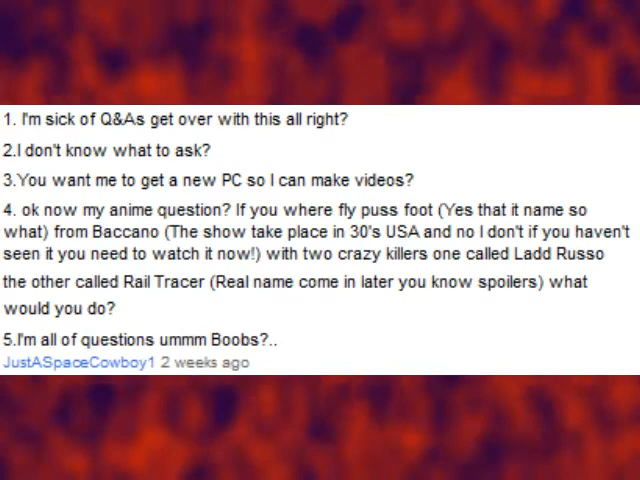 1. I'm sick of Q&As get over with this all right?
2.I don't know what to ask?
3.You want me to get a new PC so I can make videos?
4. ok now my anime question? If you where fly puss foot (Yes that it name so
what) from Baccano (The show take place in 30's USA and no I don't if you haven't
seen it you need to watch it now!) with two crazy killers one called Ladd Russo
the other called Rail Tracer (Real name come in later you know spoilers) what
would you do?
5.I'm all of questions ummm Boobs?..
JustASpaceCowboy1 2 weeks ago